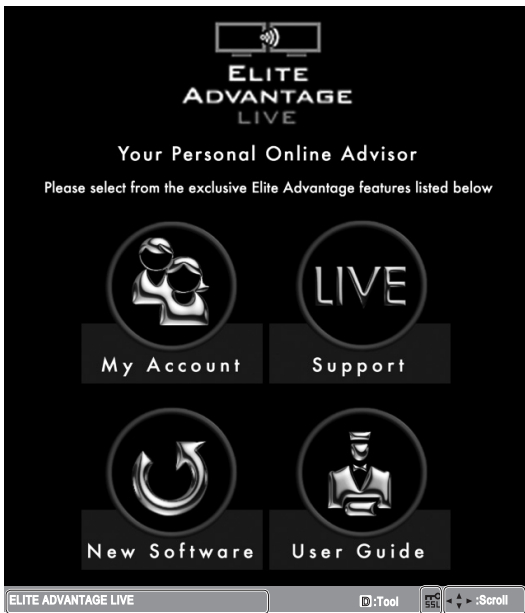 ELITE
ADVANTAGE
LIVE
Your Personal Online Advisor
Please select from the exclusive Elite Advantage features listed below
LIVE
My Account Support
New Software User Guide
ELITE ADVANTAGE LIVE D:Tool SSL :Scroll